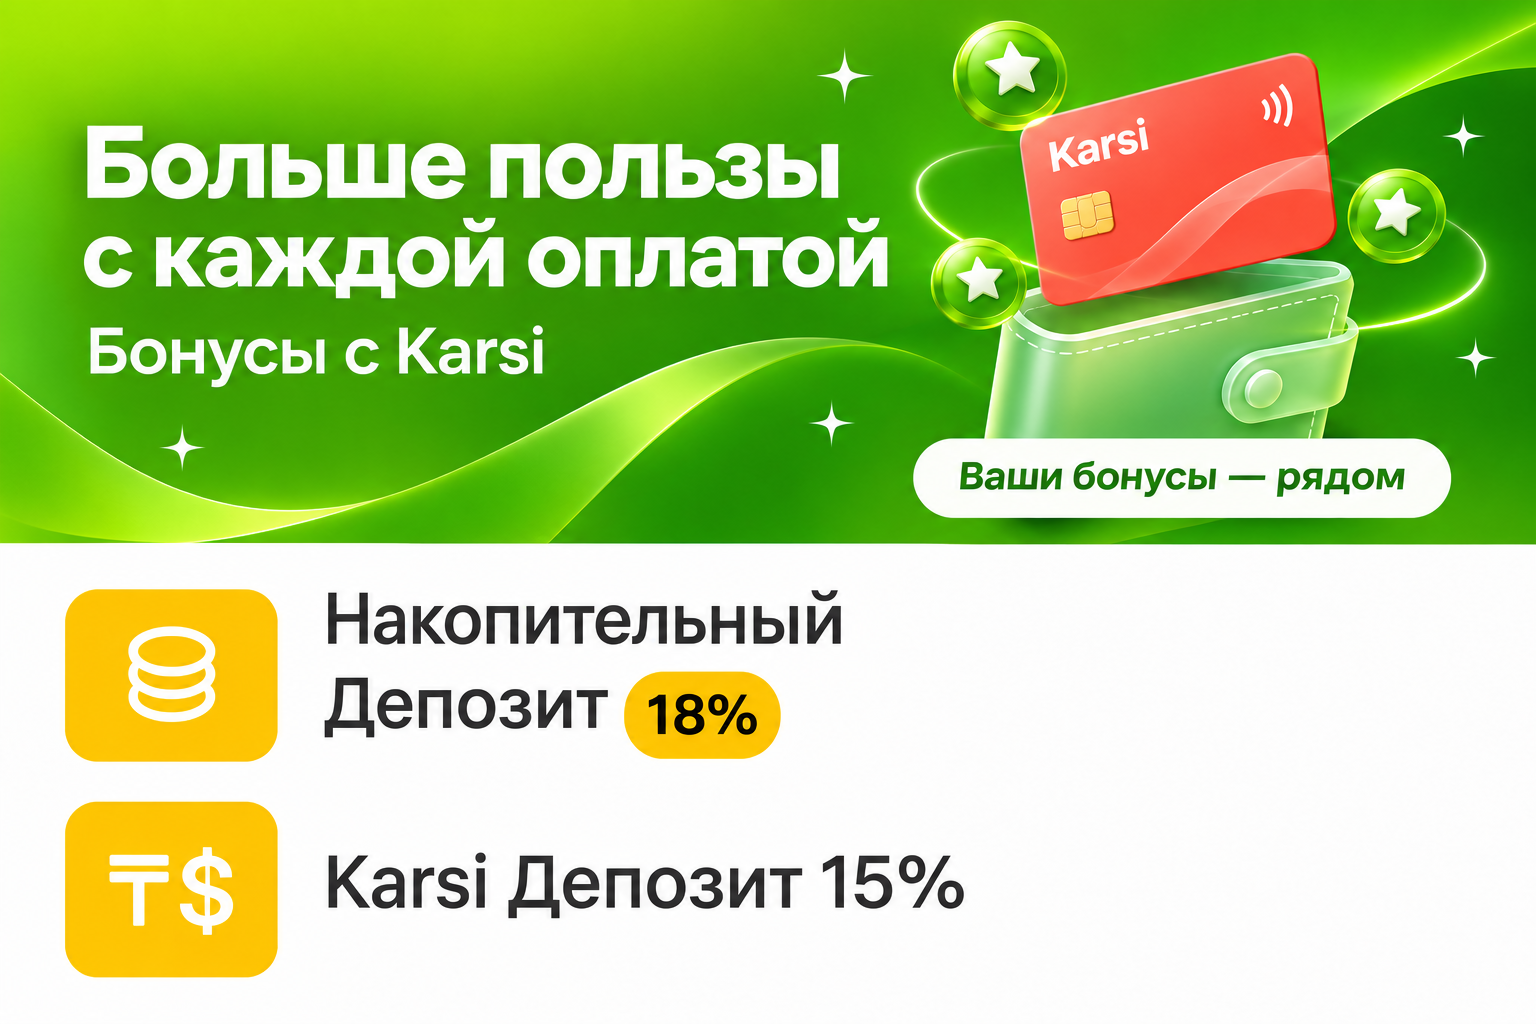 Больше пользы
с каждой оплатой
Бонусы с Karsi
Karsi
Ваши бонусы — рядом
Накопительный
Депозит 18%
₸$
Karsi Депозит 15%